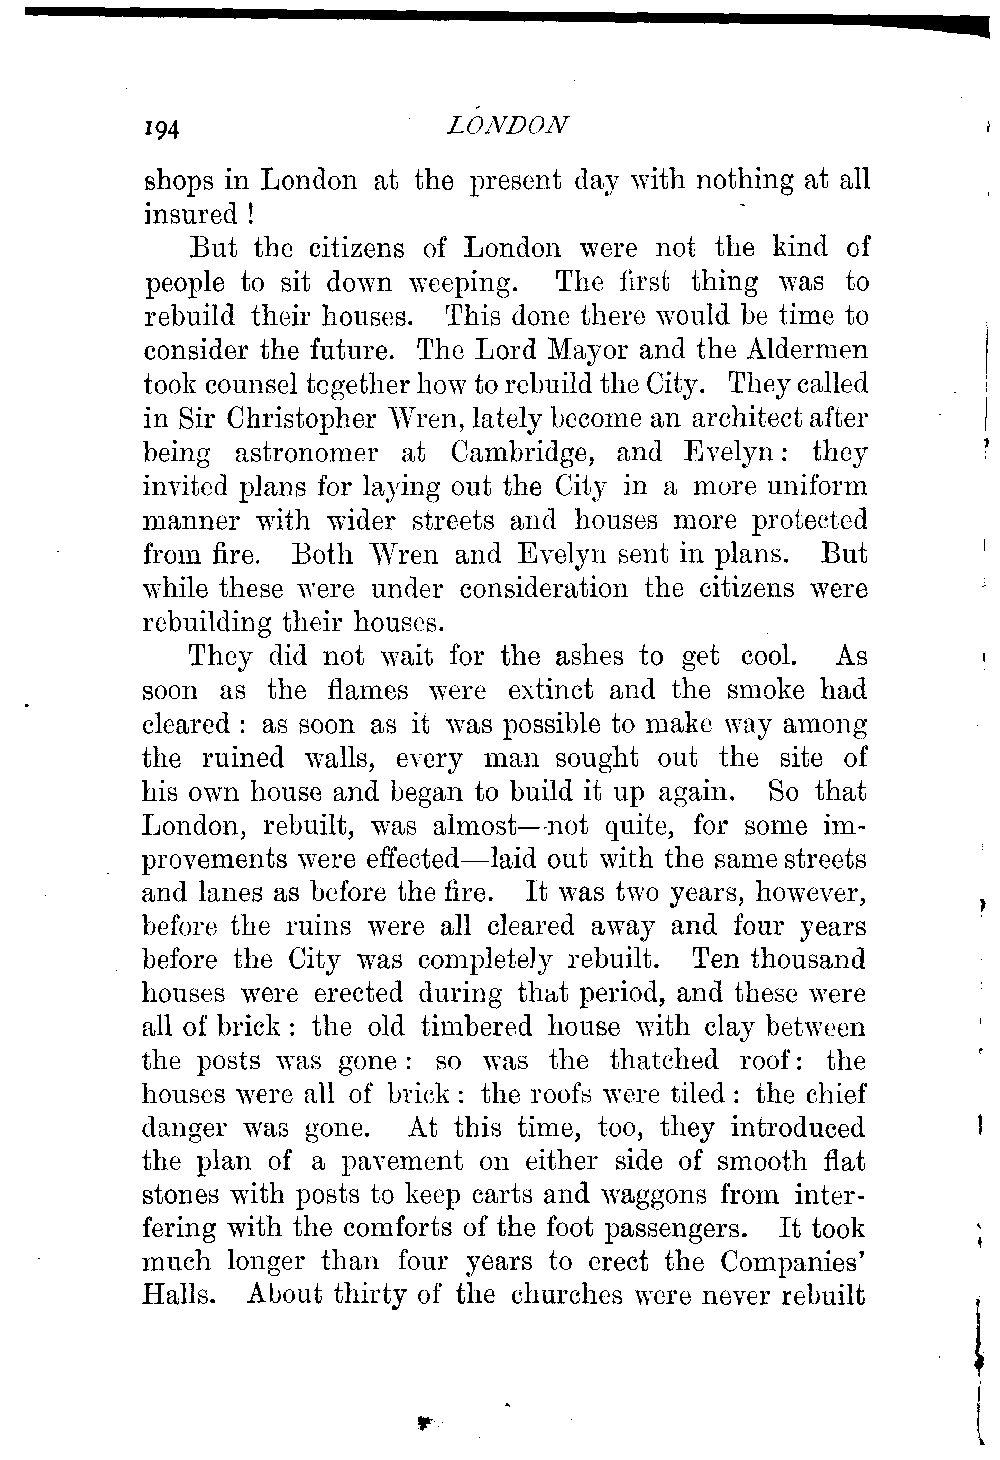 194 LONDON
shops in London at the present day with nothing at all
insured !
But the citizens of London were not the kind of
people to sit down weeping. The first thing was to
rebuild their houses. This done there would be time to
consider the future. The Lord Mayor and the Aldermen
took counsel together how to rebuild the City. They called
in Sir Christopher Wren, lately become an architect after
being astronomer at Cambridge, and Evelyn : they
invited plans for laying out the City in a more uniform
manner with wider streets and houses more protected
from fire. Both Wren and Evelyn sent in plans. But
while these were under consideration the citizens were
rebuilding their houses.
They did not wait for the ashes to get cool. As
soon as the flames were extinct and the smoke had
cleared : as soon as it was possible to make way among
the ruined walls, every man sought out the site of
his own house and began to build it up again. So that
London, rebuilt, was almost—not quite, for some im-
provements were effected—laid out with the same streets
and lanes as before the fire. It was two years, however,
before the ruins were all cleared away and four years
before the City was completely rebuilt. Ten thousand
houses were erected during that period, and these were
all of brick : the old timbered house with clay between
the posts was gone : so was the thatched roof : the
houses were all of brick : the roofs were tiled : the chief
danger was gone. At this time, too, they introduced
the plan of a pavement on either side of smooth flat
stones with posts to keep carts and waggons from inter-
fering with the comforts of the foot passengers. It took
much longer than four years to erect the Companies'
Halls. About thirty of the churches were never rebuilt